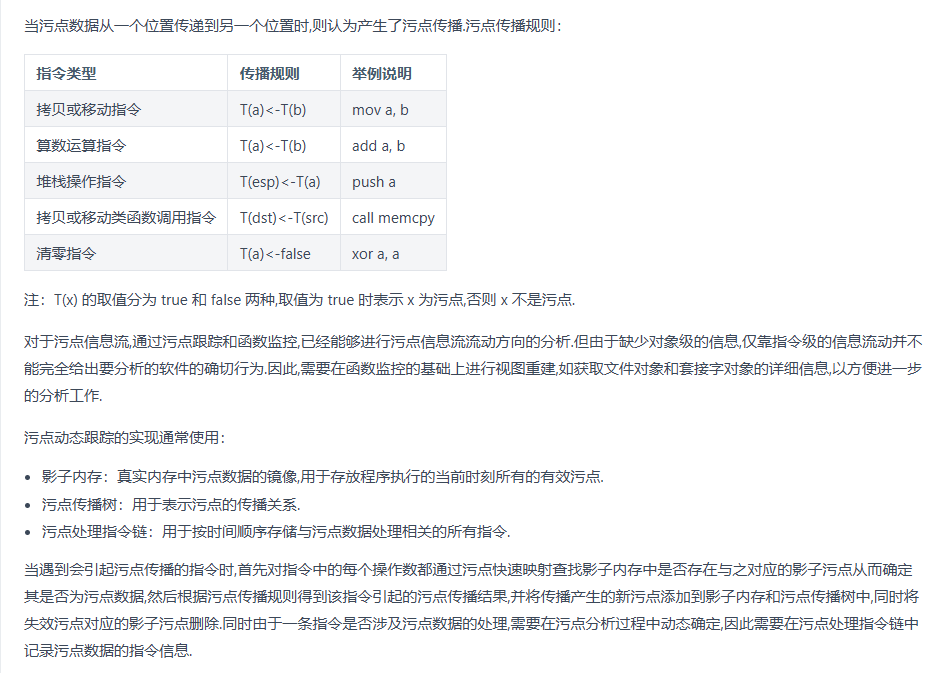 当污点数据从一个位置传递到另一个位置时,则认为产生了污点传播.污点传播规则：
指令类型 传播规则 举例说明
拷贝或移动指令 T(a)<-T(b) mov a, b
算数运算指令 T(a)<-T(b) add a, b
堆栈操作指令 T(esp)<-T(a) push a
拷贝或移动类函数调用指令 T(dst)<-T(src) call memcpy
清零指令 T(a)<-false xor a, a
注：T(x) 的取值分为 true 和 false 两种,取值为 true 时表示 x 为污点,否则 x 不是污点.
对于污点信息流,通过污点跟踪和函数监控,已经能够进行污点信息流流动方向的分析.但由于缺少对象级的信息,仅靠指令级的信息流动并不
能完全给出要分析的软件的确切行为.因此,需要在函数监控的基础上进行视图重建,如获取文件对象和套接字对象的详细信息,以方便进一步
的分析工作.
污点动态跟踪的实现通常使用：
• 影子内存：真实内存中污点数据的镜像,用于存放程序执行的当前时刻所有的有效污点.
• 污点传播树：用于表示污点的传播关系.
• 污点处理指令链：用于按时间顺序存储与污点数据处理相关的所有指令.
当遇到会引起污点传播的指令时,首先对指令中的每个操作数都通过污点快速映射查找影子内存中是否存在与之对应的影子污点从而确定
其是否为污点数据,然后根据污点传播规则得到该指令引起的污点传播结果,并将传播产生的新污点添加到影子内存和污点传播树中,同时将
失效污点对应的影子污点删除.同时由于一条指令是否涉及污点数据的处理,需要在污点分析过程中动态确定,因此需要在污点处理指令链中
记录污点数据的指令信息.